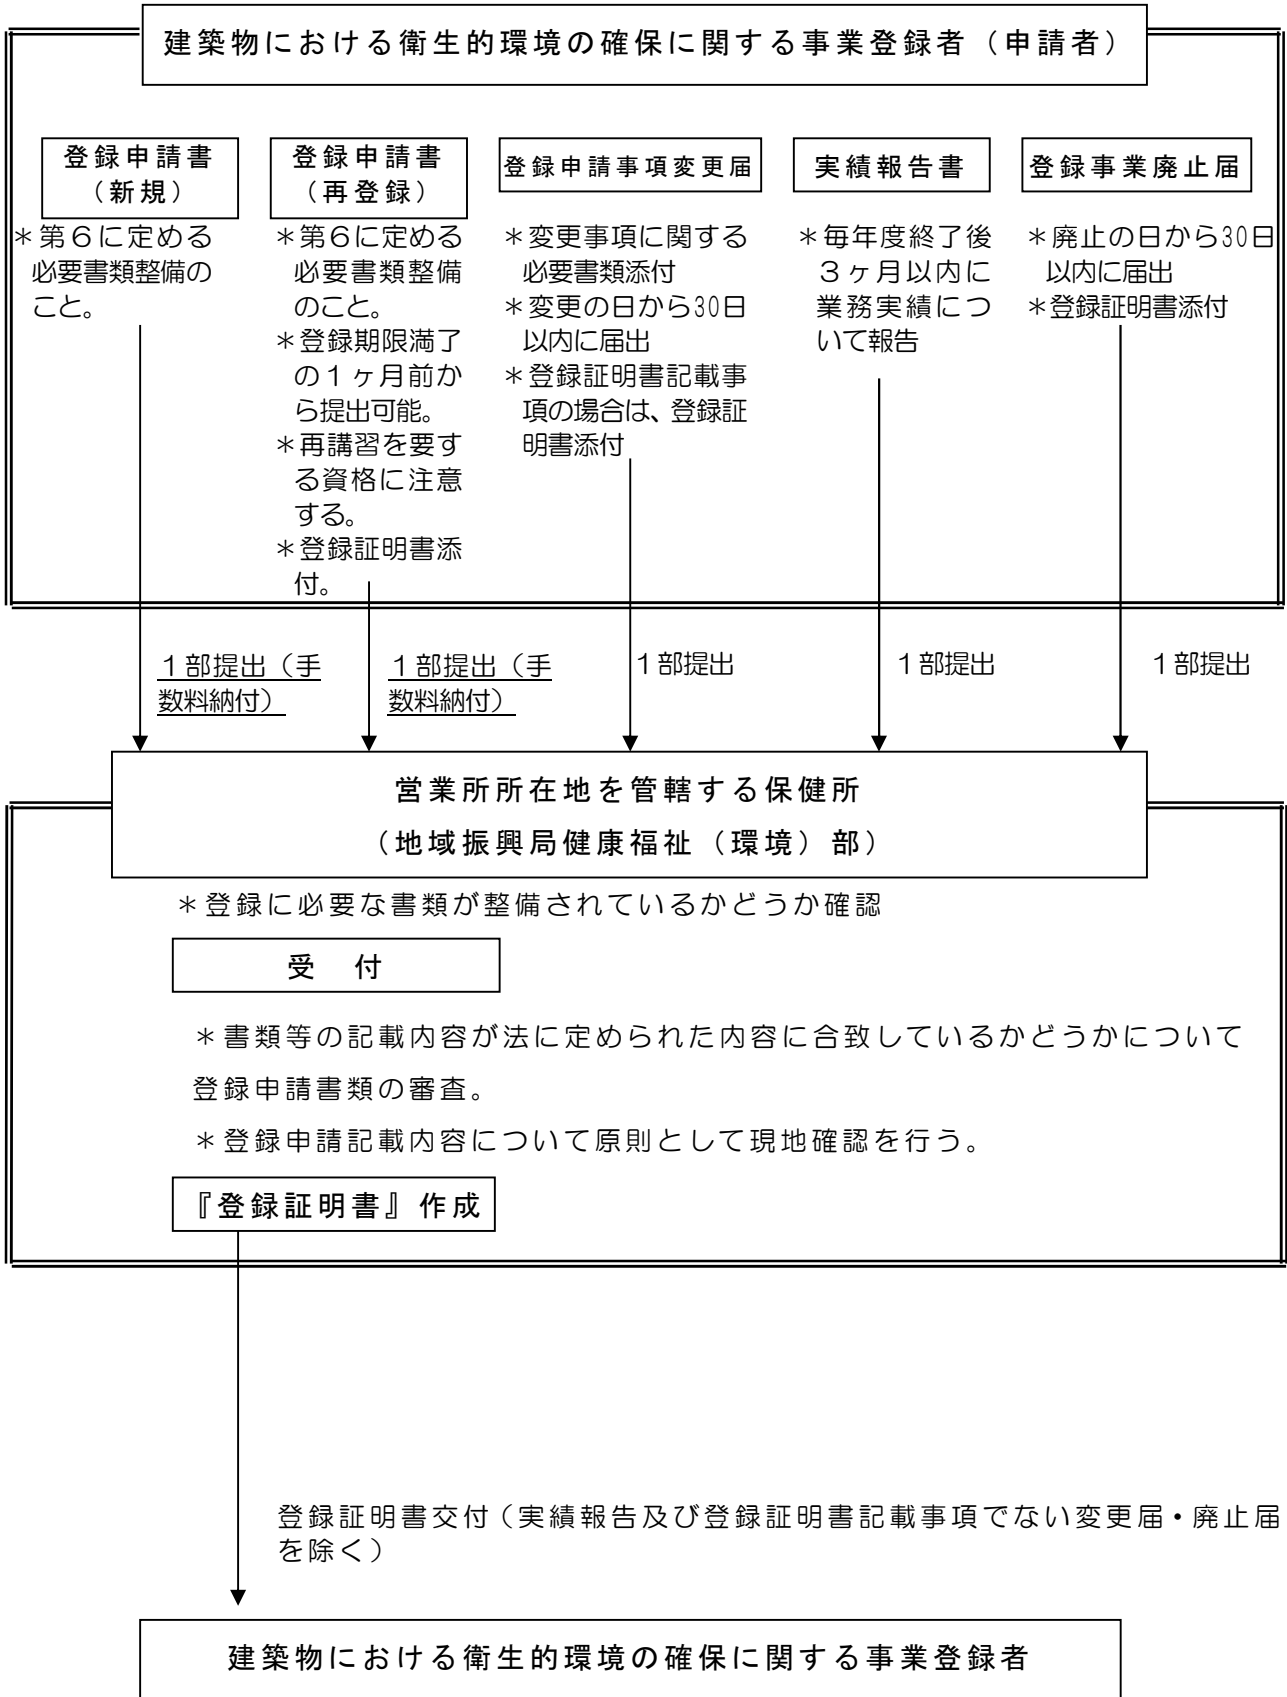 建築物における衛生的環境の確保に関する事業登録者（申請者）
登録申請書
（新規）
＊第６に定める
必要書類整備の
こと。
登録申請書
（再登録）
＊第６に定める
必要書類整備
のこと。
＊登録期限満了
の１ヶ月前か
ら提出可能。
＊再講習を要す
る資格に注意
する。
＊登録証明書添
付。
登録申請事項変更届
＊変更事項に関する
必要書類添付
＊変更の日から30日
以内に届出
＊登録証明書記載事
項の場合は、登録証
明書添付
実績報告書
＊毎年度終了後
３ヶ月以内に
業務実績につ
いて報告
登録事業廃止届
＊廃止の日から30日
以内に届出
＊登録証明書添付
１部提出（手
数料納付）
１部提出（手
数料納付）
１部提出
１部提出
１部提出
営業所所在地を管轄する保健所
（地域振興局健康福祉（環境）部）
＊登録に必要な書類が整備されているかどうか確認
受　付
＊書類等の記載内容が法に定められた内容に合致しているかどうかについて
登録申請書類の審査。
＊登録申請記載内容について原則として現地確認を行う。
『登録証明書』作成
登録証明書交付（実績報告及び登録証明書記載事項でない変更届・廃止届
を除く）
建築物における衛生的環境の確保に関する事業登録者